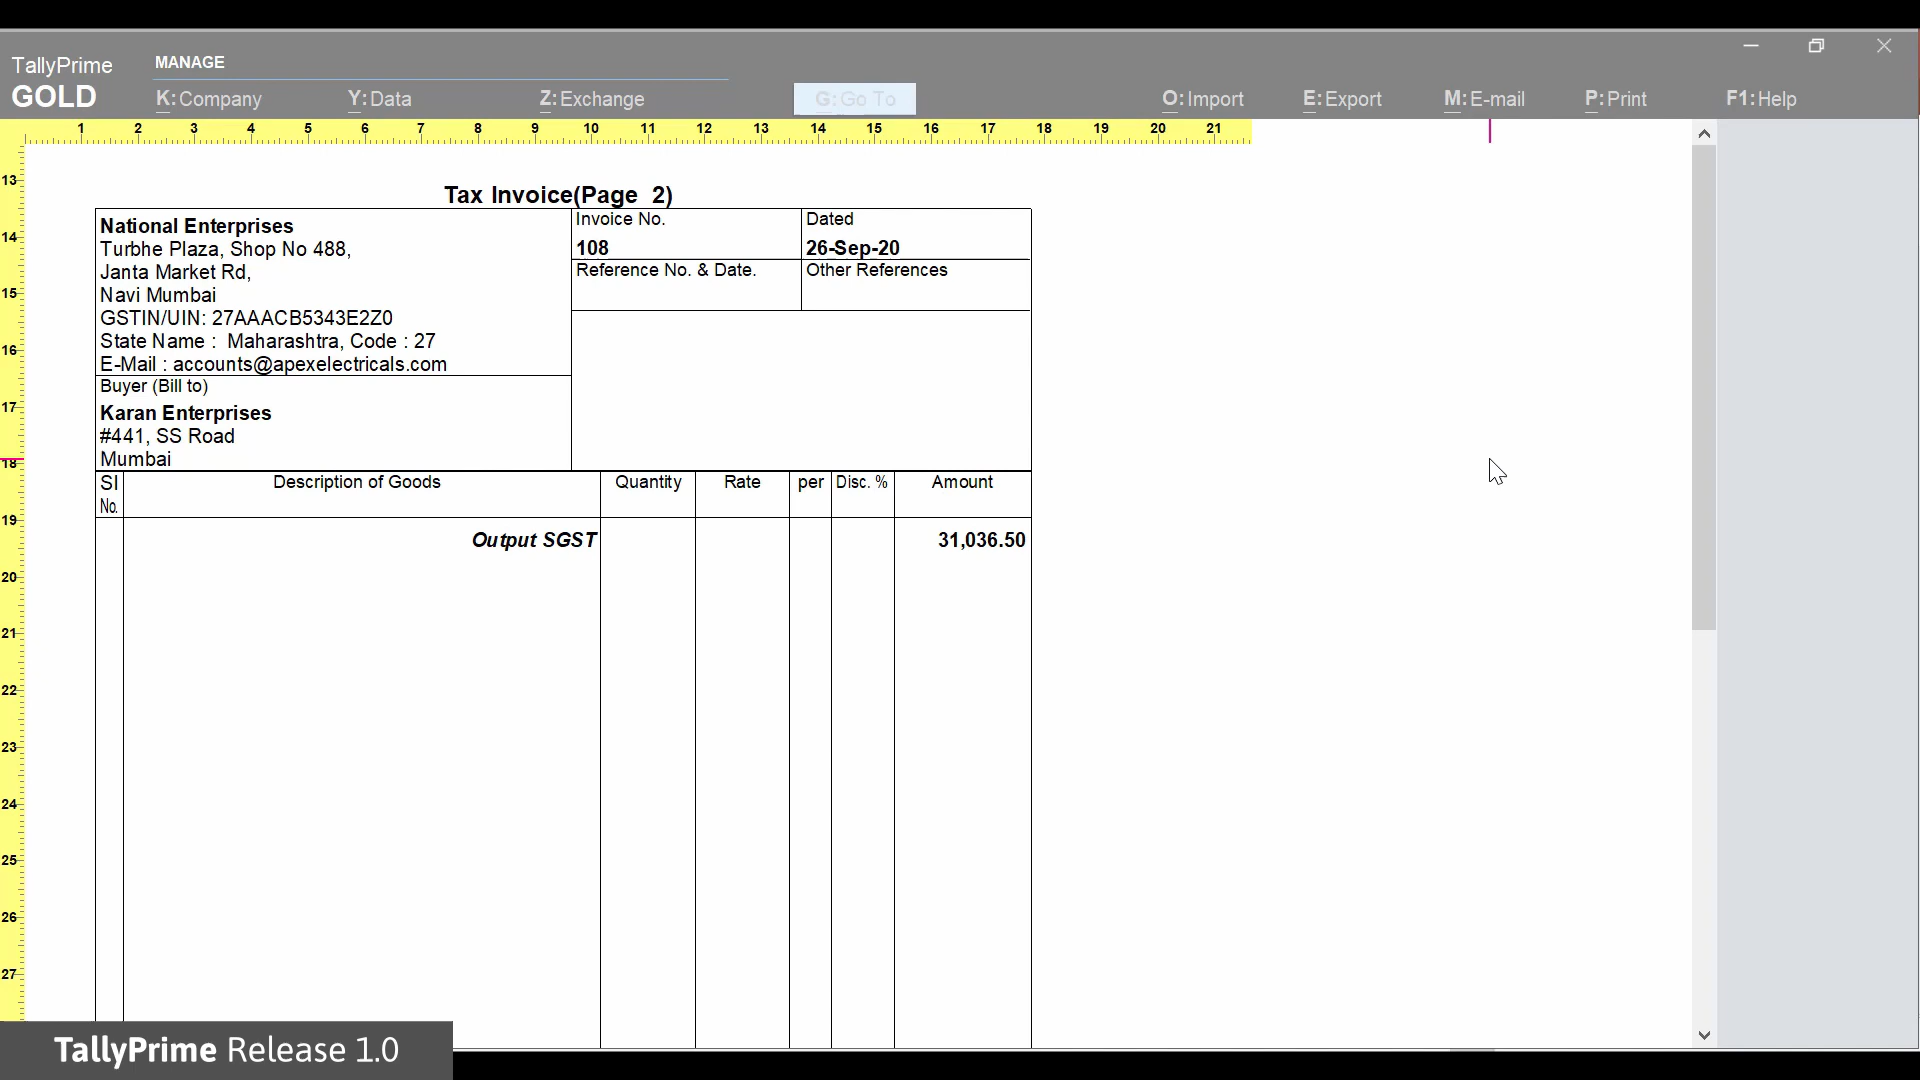 TallyPrime
GOLD
MANAGE
K:Company Y:Data Z:Exchange G:Go To O:Import E:Export M:E-mail P:Print F1:Help
1 2 3 4 5 6 7 8 9 10 11 12 13 14 15 16 17 18 19 20 21
13
14
15
16
17
18
19
20
21
22
23
24
25
26
27
Tax Invoice(Page 2)
National Enterprises
Turbhe Plaza, Shop No 488,
Janta Market Rd,
Navi Mumbai
GSTIN/UIN: 27AAACB5343E2Z0
State Name : Maharashtra, Code : 27
E-Mail : accounts@apexelectricals.com
Invoice No.
108
Dated
26-Sep-20
Reference No. & Date.
Other References
Buyer (Bill to)
Karan Enterprises
#441, SS Road
Mumbai
SI
No.
Description of Goods
Quantity
Rate
per
Disc. %
Amount
Output SGST 31,036.50
TallyPrime Release 1.0